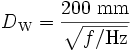 D_W = 200 mm / √(f/Hz)